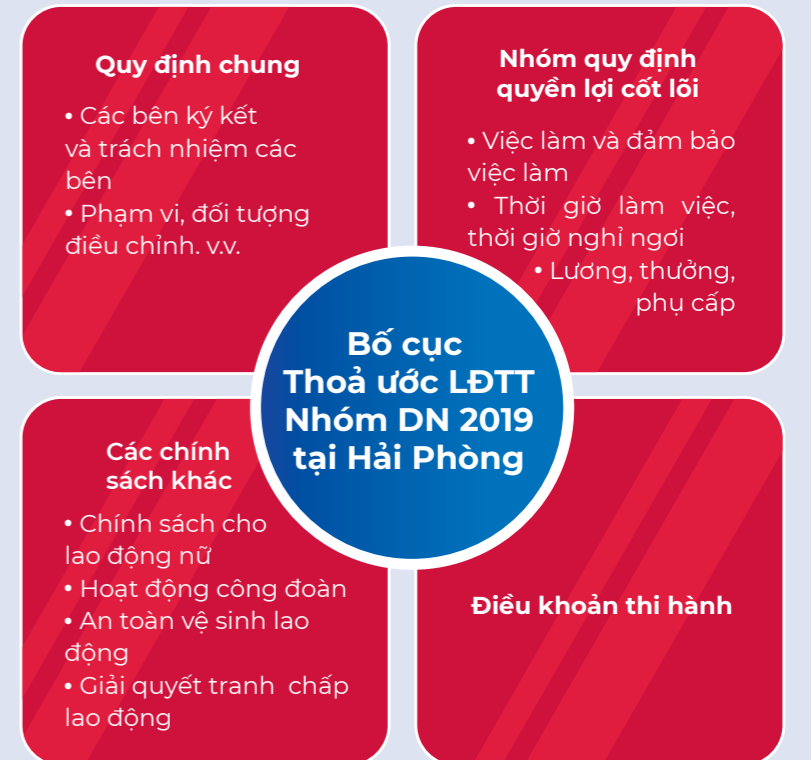 Quy định chung
• Các bên ký kết
và trách nhiệm các
bên
• Phạm vi, đối tượng
điều chỉnh. v.v.
Nhóm quy định
quyền lợi cốt lõi
• Việc làm và đảm bảo
việc làm
• Thời giờ làm việc,
thời giờ nghỉ ngơi
• Lương, thưởng,
phụ cấp
Bố cục
Thoả ước LĐTT
Nhóm DN 2019
tại Hải Phòng
Các chính
sách khác
• Chính sách cho
lao động nữ
• Hoạt động công đoàn
• An toàn vệ sinh lao
động
• Giải quyết tranh chấp
lao động
Điều khoản thi hành